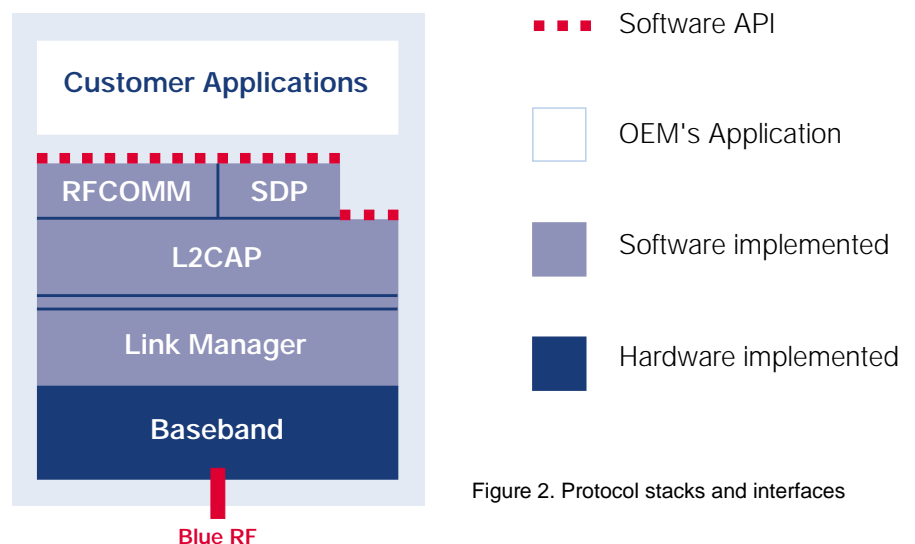 Customer Applications
RFCOMM
SDP
L2CAP
Link Manager
Baseband
Blue RF
Software API
OEM's Application
Software implemented
Hardware implemented
Figure 2. Protocol stacks and interfaces